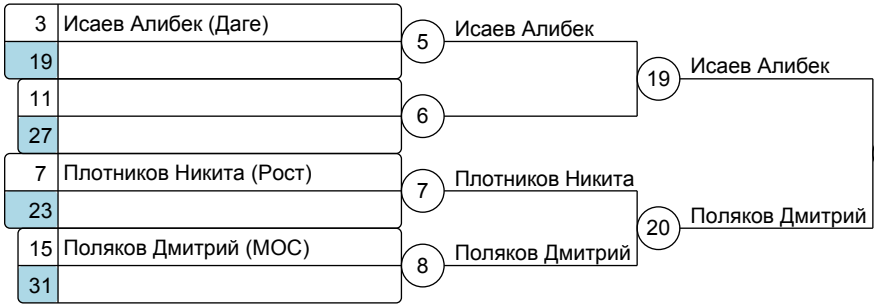 3 Исаев Алибек (Даге)
19
5 Исаев Алибек
11
27
6
19 Исаев Алибек
7 Плотников Никита (Рост)
23
7 Плотников Никита
15 Поляков Дмитрий (МОС)
31
8 Поляков Дмитрий
20 Поляков Дмитрий